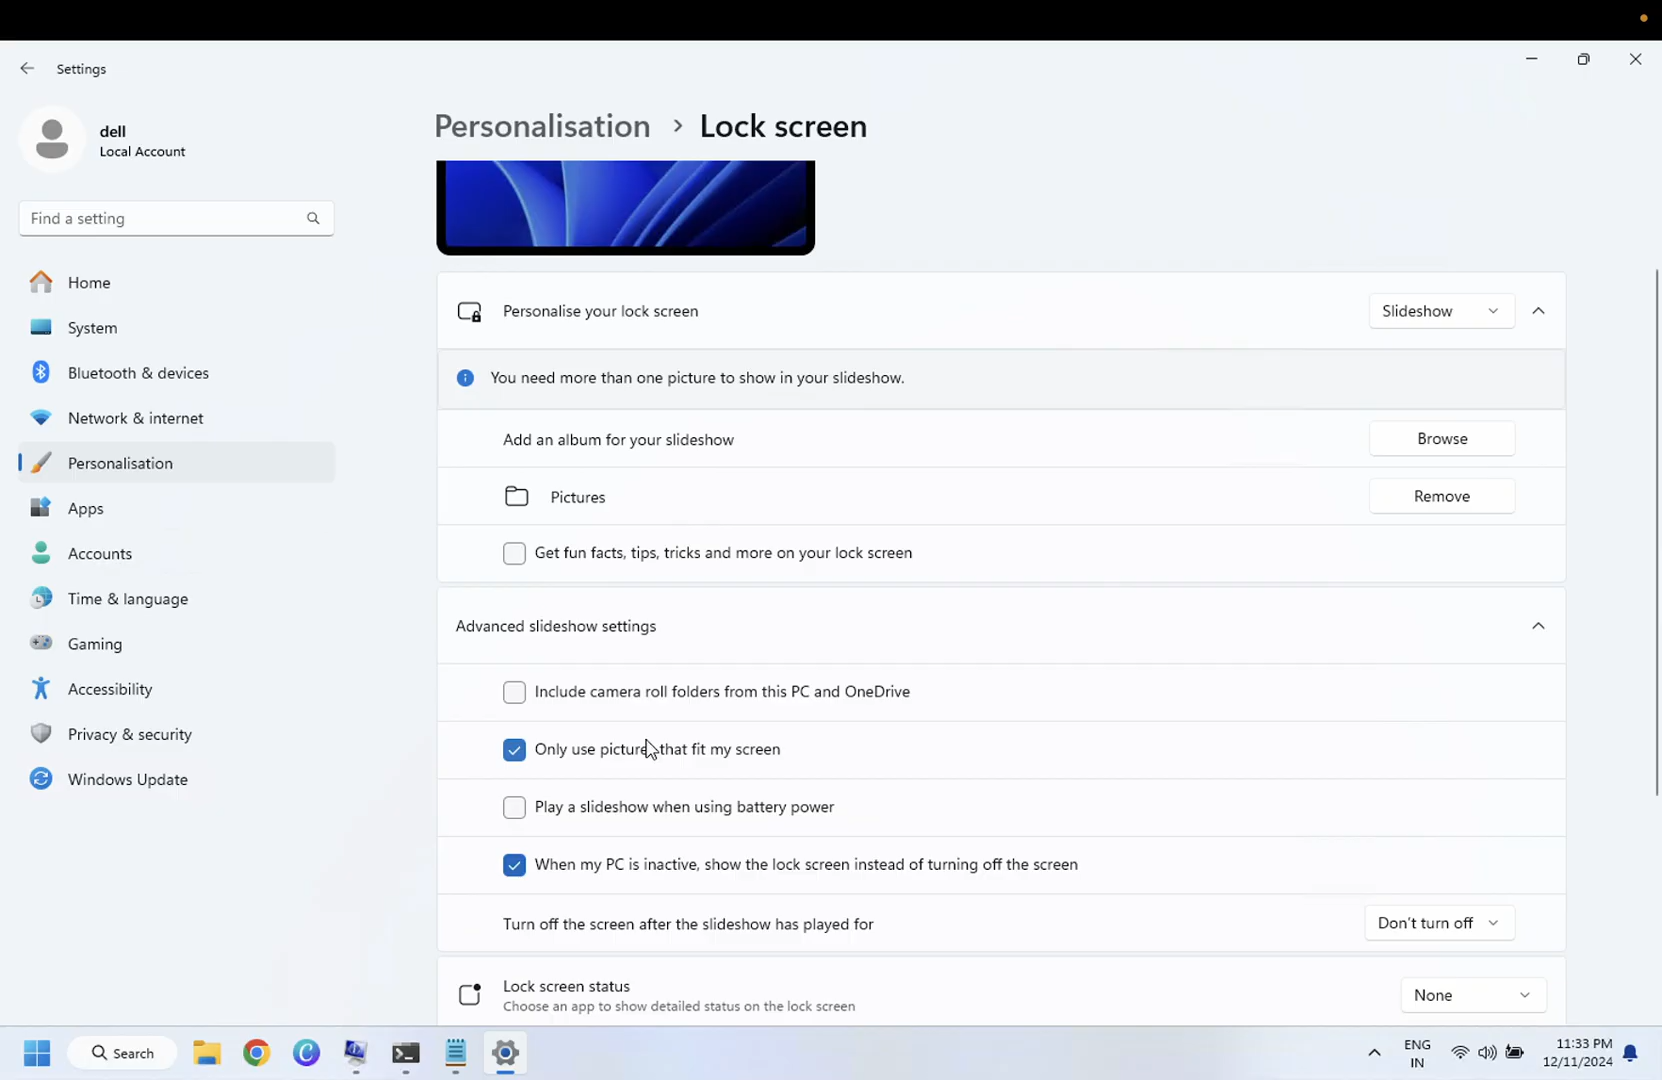 Settings
dell
Local Account
Find a setting
Home
System
Bluetooth & devices
Network & internet
Personalisation
Apps
Accounts
Time & language
Gaming
Accessibility
Privacy & security
Windows Update
Personalisation > Lock screen
Personalise your lock screen
Slideshow
You need more than one picture to show in your slideshow.
Add an album for your slideshow
Browse
Pictures
Remove
Get fun facts, tips, tricks and more on your lock screen
Advanced slideshow settings
Include camera roll folders from this PC and OneDrive
Only use pictures that fit my screen
Play a slideshow when using battery power
When my PC is inactive, show the lock screen instead of turning off the screen
Turn off the screen after the slideshow has played for
Don't turn off
Lock screen status
Choose an app to show detailed status on the lock screen
None
Search
ENG
IN
11:33 PM
12/11/2024